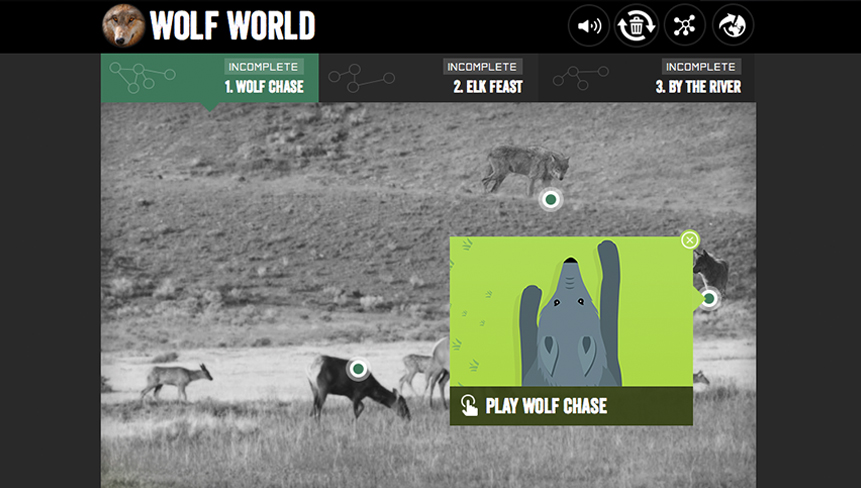 WOLF WORLD
INCOMPLETE
1. WOLF CHASE
INCOMPLETE
2. ELK FEAST
INCOMPLETE
3. BY THE RIVER
PLAY WOLF CHASE